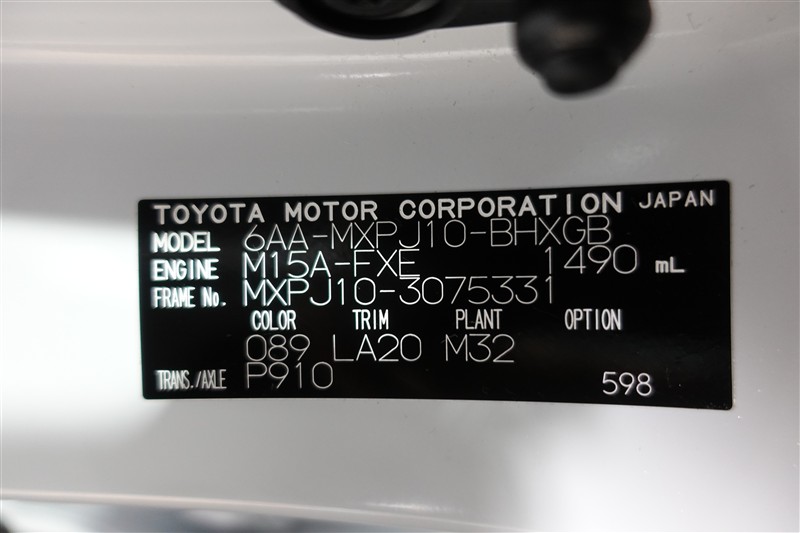 TOYOTA MOTOR CORPORATION JAPAN
MODEL 6AA-MXPJ10-BHXGB
ENGINE M15A-FXE 1490 mL
FRAME No. MXPJ10-3075331
COLOR TRIM PLANT OPTION
089 LA20 M32
TRANS./AXLE P910 598